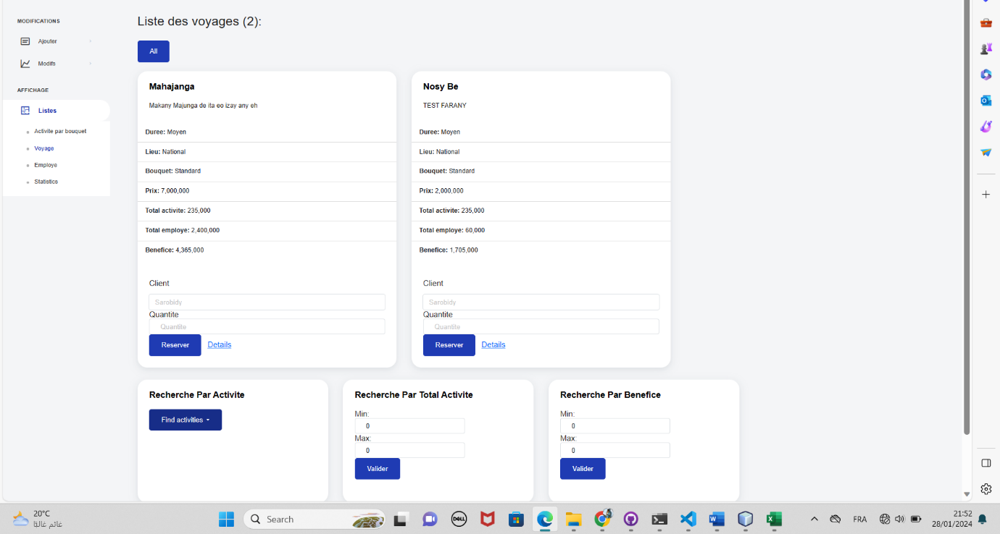 MODIFICATIONS
Ajouter
Modifs
AFFICHAGE
Listes
Activite par bouquet
Voyage
Employe
Statistics
Liste des voyages (2):
All
Mahajanga
Makany Majunga de ita eo izay any eh
Duree: Moyen
Lieu: National
Bouquet: Standard
Prix: 7,000,000
Total activite: 235,000
Total employe: 2,400,000
Benefice: 4,365,000
Client
Sarobidy
Quantite
Quantite
Reserver Details
Nosy Be
TEST FARANY
Duree: Moyen
Lieu: National
Bouquet: Standard
Prix: 2,000,000
Total activite: 235,000
Total employe: 60,000
Benefice: 1,705,000
Client
Sarobidy
Quantite
Quantite
Reserver Details
Recherche Par Activite
Find activities
Recherche Par Total Activite
Min:
0
Max:
0
Valider
Recherche Par Benefice
Min:
0
Max:
0
Valider
20°C
غائم غالبًا
Search
DELL
FRA
21:52
28/01/2024